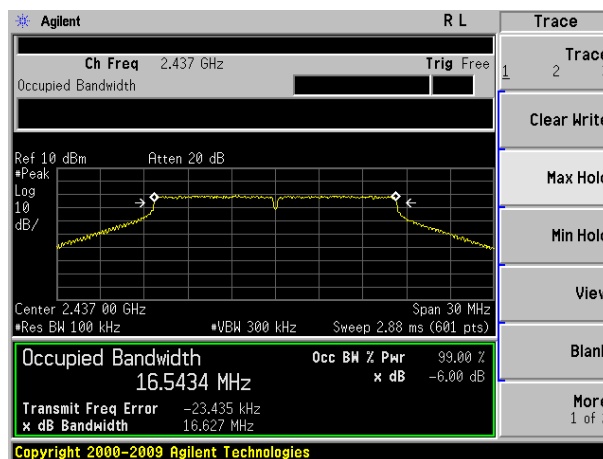 Agilent R L Trace
Ch Freq 2.437 GHz Trig Free
Occupied Bandwidth
Trace
1 2
Clear Write
Max Hold
Min Hold
View
Blank
More
1 of
Ref 10 dBm Atten 20 dB
#Peak
Log
10
dB/
Center 2.437 00 GHz Span 30 MHz
#Res BW 100 kHz #VBW 300 kHz Sweep 2.88 ms (601 pts)
Occupied Bandwidth Occ BW % Pwr 99.00 %
16.5434 MHz x dB -6.00 dB
Transmit Freq Error -23.435 kHz
x dB Bandwidth 16.627 MHz
Copyright 2000-2009 Agilent Technologies